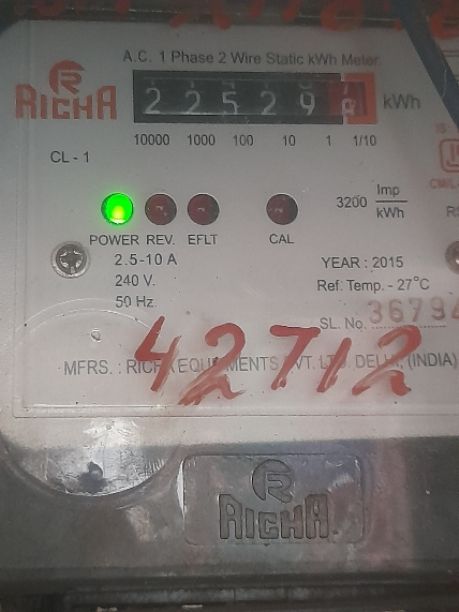 A.C. 1 Phase 2 Wire Static kWh Meter
R
RICHA
22529 kWh
10000 1000 100 10 1 1/10
CL - 1
3200 Imp/kWh
POWER REV. EFLT CAL
2.5-10 A
240 V.
50 Hz
YEAR : 2015
Ref. Temp. - 27°C
SL. No. 3679
42712
MFRS. : RICHA EQUIPMENTS PVT. LTD. DELHI, (INDIA)
R
RICHA